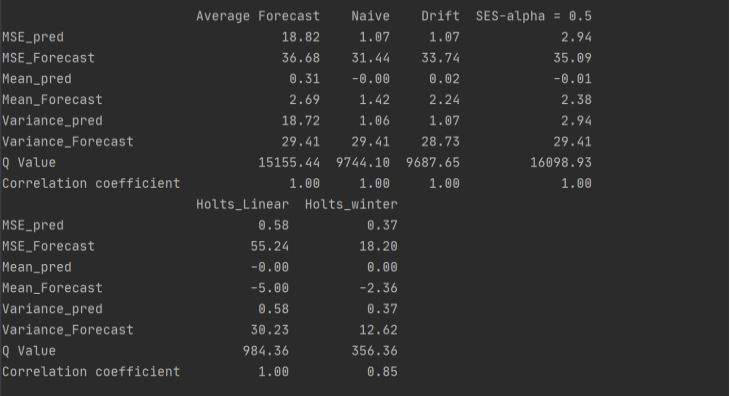 Average Forecast Naive Drift SES-alpha = 0.5
MSE_pred 18.82 1.07 1.07 2.94
MSE_Forecast 36.68 31.44 33.74 35.09
Mean_pred 0.31 -0.00 0.02 -0.01
Mean_Forecast 2.69 1.42 2.24 2.38
Variance_pred 18.72 1.06 1.07 2.94
Variance_Forecast 29.41 29.41 28.73 29.41
Q Value 15155.44 9744.10 9687.65 16098.93
Correlation coefficient 1.00 1.00 1.00 1.00
Holts_Linear Holts_winter
MSE_pred 0.58 0.37
MSE_Forecast 55.24 18.20
Mean_pred -0.00 0.00
Mean_Forecast -5.00 -2.36
Variance_pred 0.58 0.37
Variance_Forecast 30.23 12.62
Q Value 984.36 356.36
Correlation coefficient 1.00 0.85